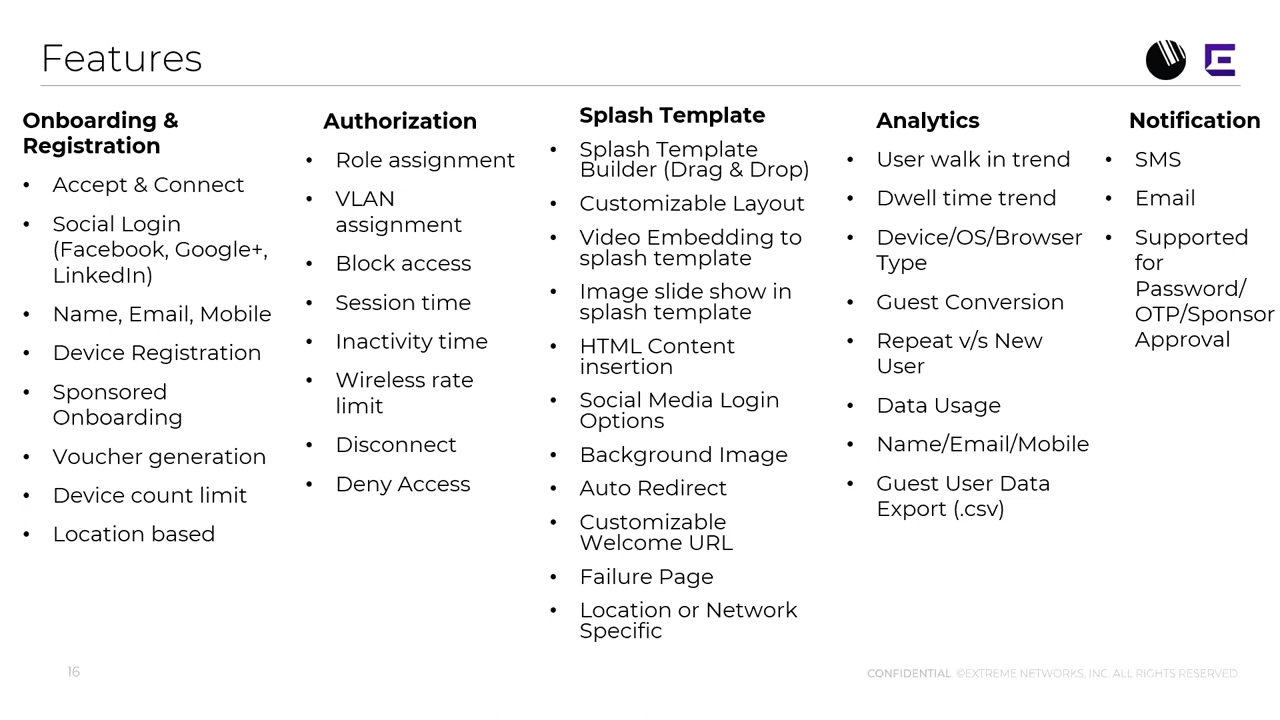 Features
Onboarding &
Registration
• Accept & Connect
• Social Login
(Facebook, Google+,
LinkedIn)
• Name, Email, Mobile
• Device Registration
• Sponsored
Onboarding
• Voucher generation
• Device count limit
• Location based
Authorization
• Role assignment
• VLAN
assignment
• Block access
• Session time
• Inactivity time
• Wireless rate
limit
• Disconnect
• Deny Access
Splash Template
• Splash Template
Builder (Drag & Drop)
• Customizable Layout
• Video Embedding to
splash template
• Image slide show in
splash template
• HTML Content
insertion
• Social Media Login
Options
• Background Image
• Auto Redirect
• Customizable
Welcome URL
• Failure Page
• Location or Network
Specific
Analytics
• User walk in trend
• Dwell time trend
• Device/OS/Browser
Type
• Guest Conversion
• Repeat v/s New
User
• Data Usage
• Name/Email/Mobile
• Guest User Data
Export (.csv)
Notification
• SMS
• Email
• Supported
for
Password/
OTP/Sponsor
Approval
16
CONFIDENTIAL ©EXTREME NETWORKS, INC. ALL RIGHTS RESERVED.